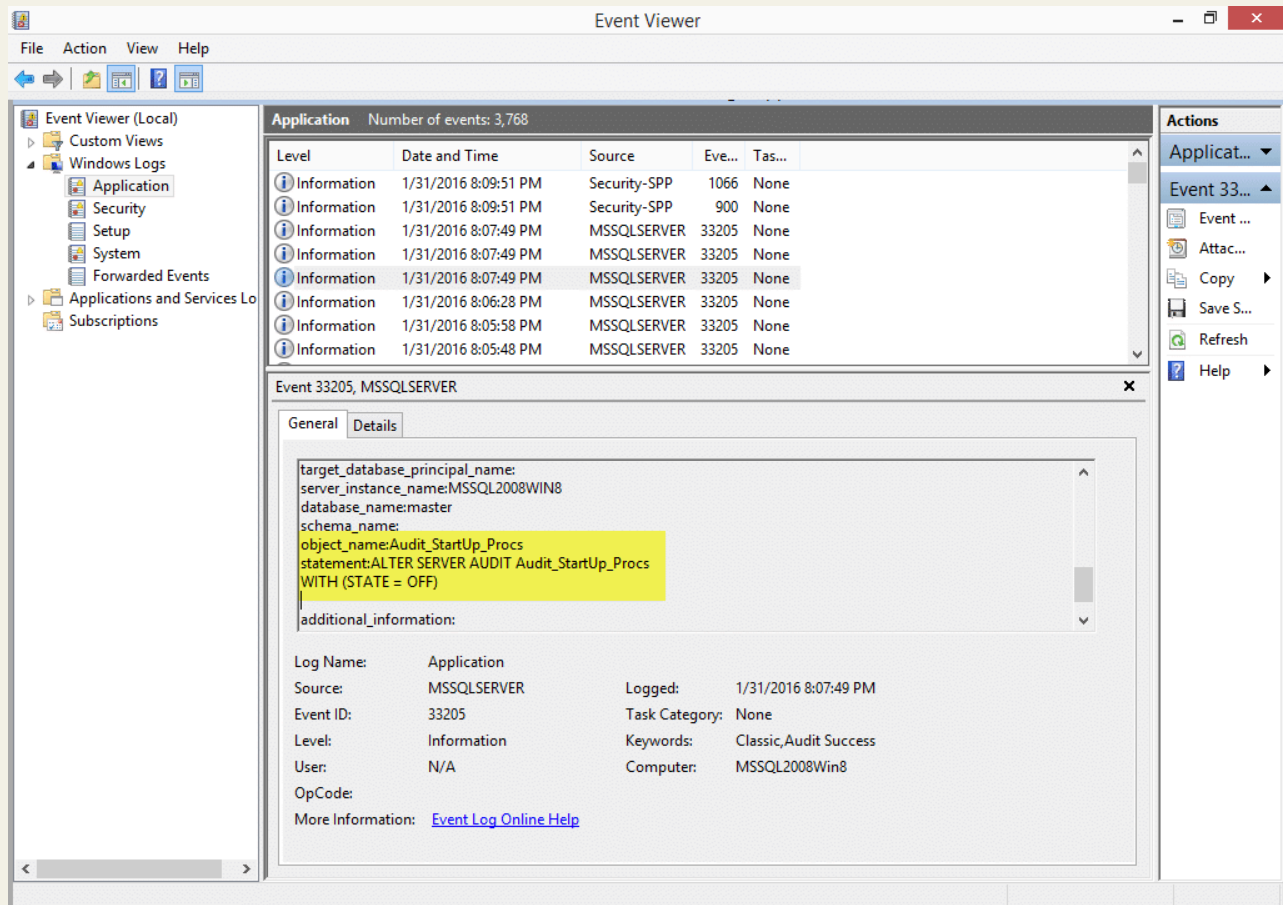 Event Viewer
File Action View Help
Event Viewer (Local)
Custom Views
Windows Logs
Application
Security
Setup
System
Forwarded Events
Applications and Services Lo
Subscriptions
Application Number of events: 3,768
Level Date and Time Source Eve... Tas...
Information 1/31/2016 8:09:51 PM Security-SPP 1066 None
Information 1/31/2016 8:09:51 PM Security-SPP 900 None
Information 1/31/2016 8:07:49 PM MSSQLSERVER 33205 None
Information 1/31/2016 8:07:49 PM MSSQLSERVER 33205 None
Information 1/31/2016 8:07:49 PM MSSQLSERVER 33205 None
Information 1/31/2016 8:06:28 PM MSSQLSERVER 33205 None
Information 1/31/2016 8:05:58 PM MSSQLSERVER 33205 None
Information 1/31/2016 8:05:48 PM MSSQLSERVER 33205 None
Event 33205, MSSQLSERVER
General Details
target_database_principal_name:
server_instance_name:MSSQL2008WIN8
database_name:master
schema_name:
object_name:Audit_StartUp_Procs
statement:ALTER SERVER AUDIT Audit_StartUp_Procs
WITH (STATE = OFF)
additional_information:
Log Name: Application
Source: MSSQLSERVER Logged: 1/31/2016 8:07:49 PM
Event ID: 33205 Task Category: None
Level: Information Keywords: Classic,Audit Success
User: N/A Computer: MSSQL2008Win8
OpCode:
More Information: Event Log Online Help
Actions
Applicat...
Event 33...
Event ...
Attac...
Copy
Save S...
Refresh
Help